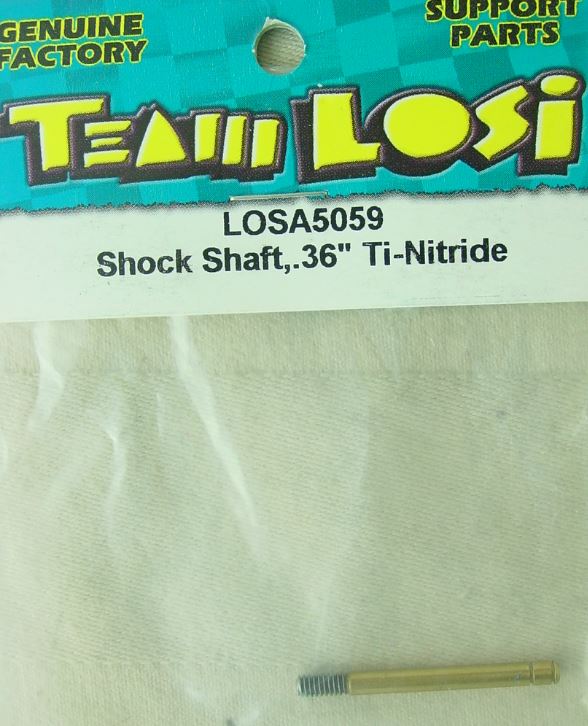 GENUINE
FACTORY
SUPPORT
PARTS
TEAM LOSi
LOSA5059
Shock Shaft,.36" Ti-Nitride